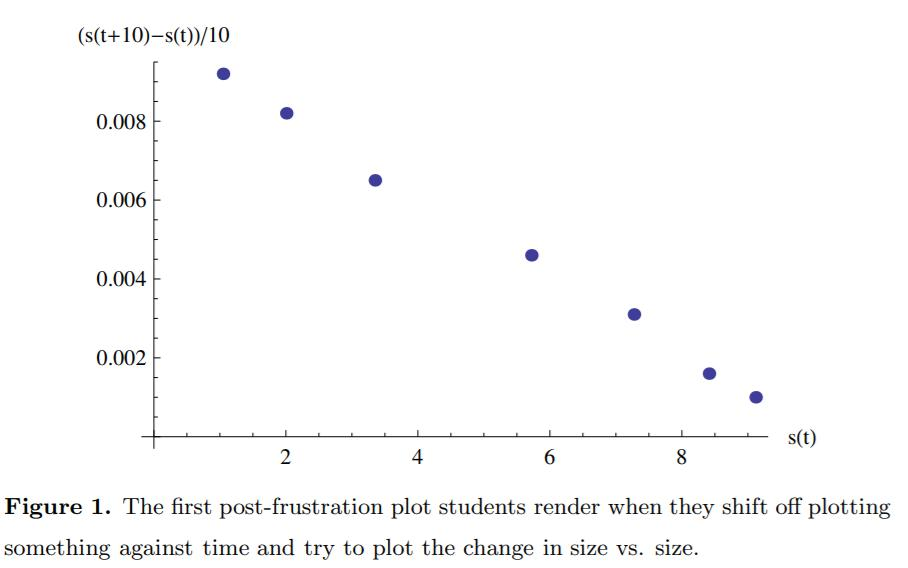 (s(t+10)−s(t))/10
0.008
0.006
0.004
0.002
2 4 6 8 s(t)
Figure 1. The first post-frustration plot students render when they shift off plotting
something against time and try to plot the change in size vs. size.